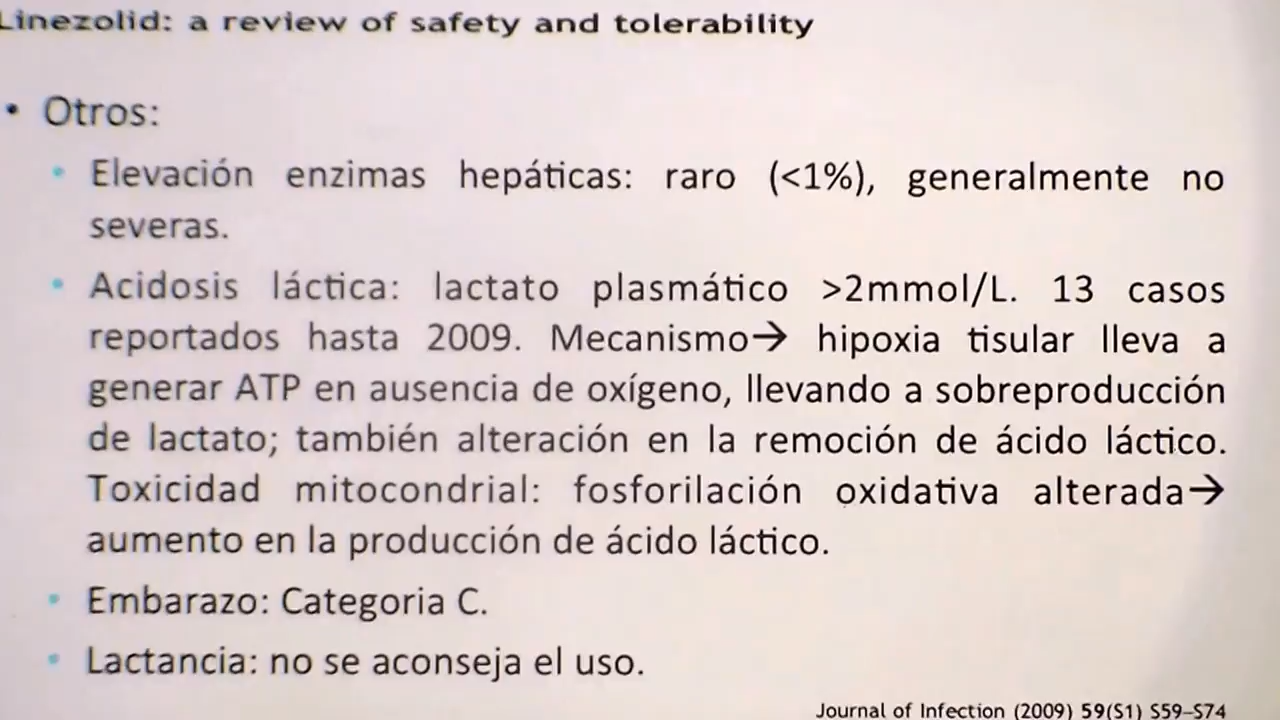 Linezolid: a review of safety and tolerability
• Otros:
• Elevación enzimas hepáticas: raro (<1%), generalmente no
severas.
• Acidosis láctica: lactato plasmático >2mmol/L. 13 casos
reportados hasta 2009. Mecanismo→ hipoxia tisular lleva a
generar ATP en ausencia de oxígeno, llevando a sobreproducción
de lactato; también alteración en la remoción de ácido láctico.
Toxicidad mitocondrial: fosforilación oxidativa alterada→
aumento en la producción de ácido láctico.
• Embarazo: Categoria C.
• Lactancia: no se aconseja el uso.
Journal of Infection (2009) 59(S1) S59–S74